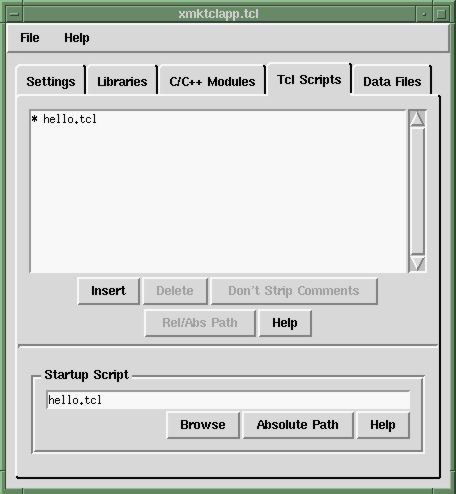 xmktclapp.tcl
File Help
Settings Libraries C/C++ Modules Tcl Scripts Data Files
* hello.tcl
Insert Delete Don't Strip Comments
Rel/Abs Path Help
Startup Script
hello.tcl
Browse Absolute Path Help